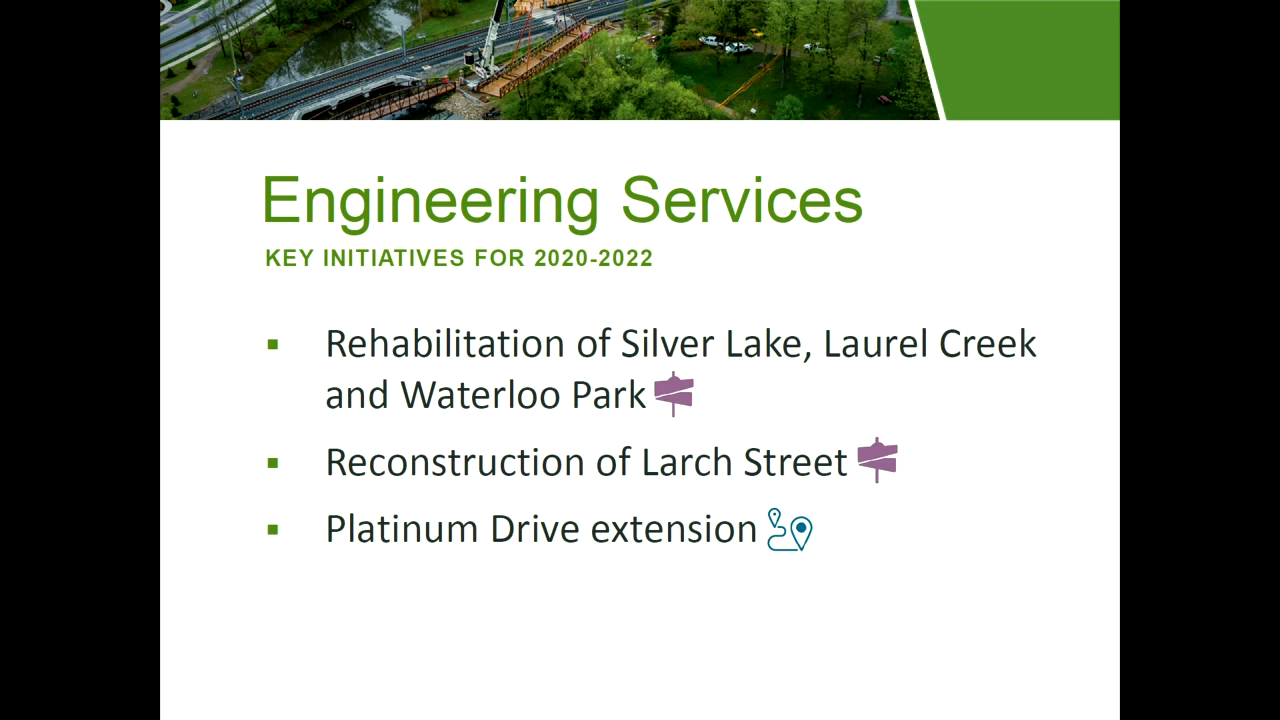 Engineering Services
KEY INITIATIVES FOR 2020-2022
▪ Rehabilitation of Silver Lake, Laurel Creek
and Waterloo Park
▪ Reconstruction of Larch Street
▪ Platinum Drive extension